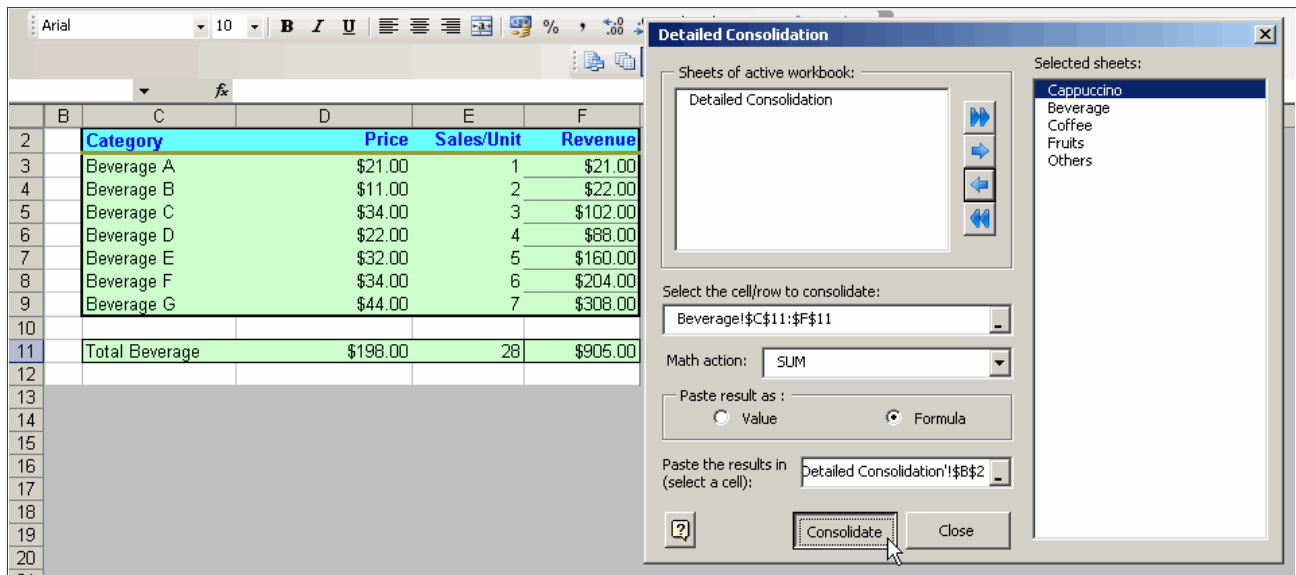 Arial 10 B I U % , .00
fx
B C D E F
2 Category Price Sales/Unit Revenue
3 Beverage A $21.00 1 $21.00
4 Beverage B $11.00 2 $22.00
5 Beverage C $34.00 3 $102.00
6 Beverage D $22.00 4 $88.00
7 Beverage E $32.00 5 $160.00
8 Beverage F $34.00 6 $204.00
9 Beverage G $44.00 7 $308.00
10
11 Total Beverage $198.00 28 $905.00
12
13
14
15
16
17
18
19
20
Detailed Consolidation
Sheets of active workbook:
Detailed Consolidation
Select the cell/row to consolidate:
Beverage!$C$11:$F$11
Math action: SUM
Paste result as :
Value Formula
Paste the results in
(select a cell):
Detailed Consolidation'!$B$2
Consolidate Close
Selected sheets:
Cappuccino
Beverage
Coffee
Fruits
Others